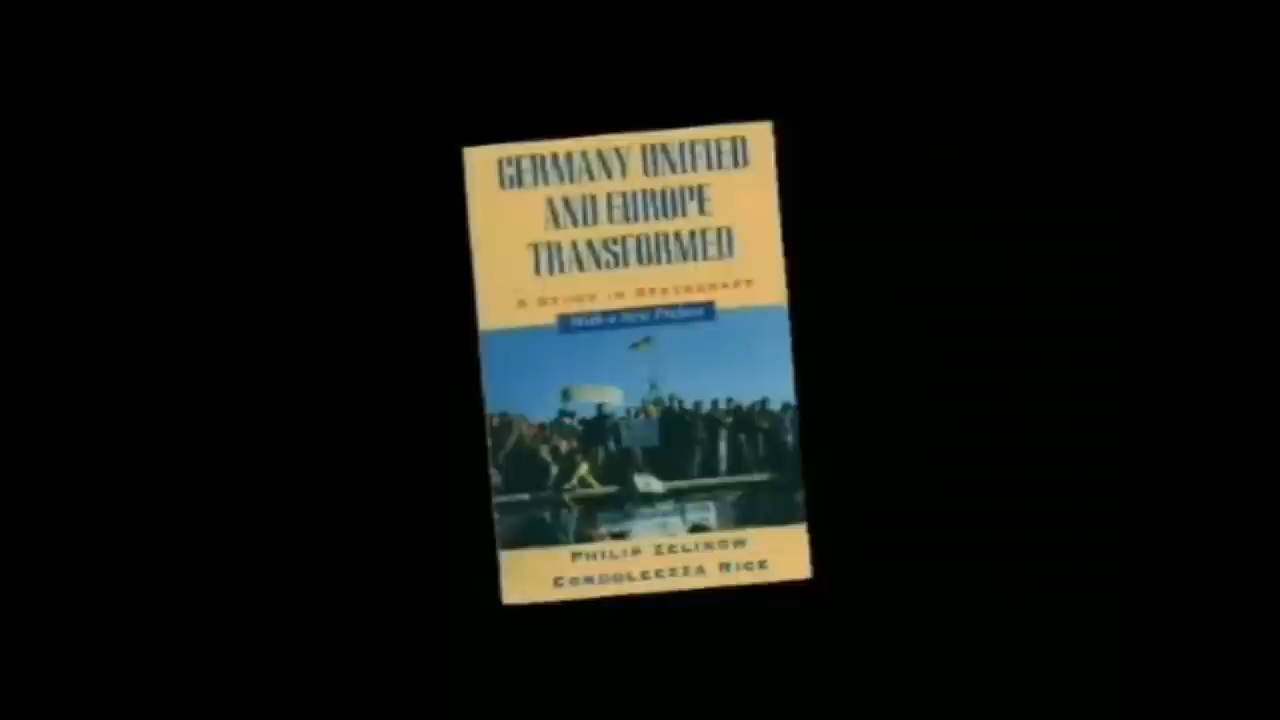 GERMANY UNIFIED
AND EUROPE
TRANSFORMED
A STUDY IN STATECRAFT
With a New Preface
PHILIP ZELIKOW
CONDOLEEZZA RICE